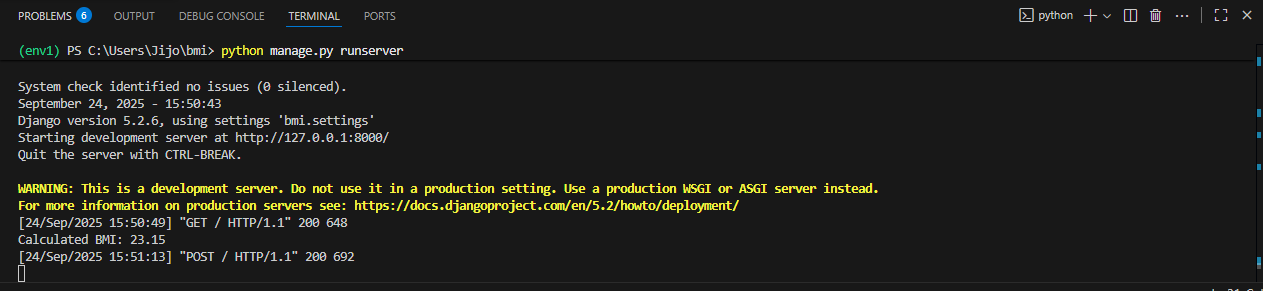 PROBLEMS 6 OUTPUT DEBUG CONSOLE TERMINAL PORTS python
(env1) PS C:\Users\Jijo\bmi> python manage.py runserver
System check identified no issues (0 silenced).
September 24, 2025 - 15:50:43
Django version 5.2.6, using settings 'bmi.settings'
Starting development server at http://127.0.0.1:8000/
Quit the server with CTRL-BREAK.
WARNING: This is a development server. Do not use it in a production setting. Use a production WSGI or ASGI server instead.
For more information on production servers see: https://docs.djangoproject.com/en/5.2/howto/deployment/
[24/Sep/2025 15:50:49] "GET / HTTP/1.1" 200 648
Calculated BMI: 23.15
[24/Sep/2025 15:51:13] "POST / HTTP/1.1" 200 692